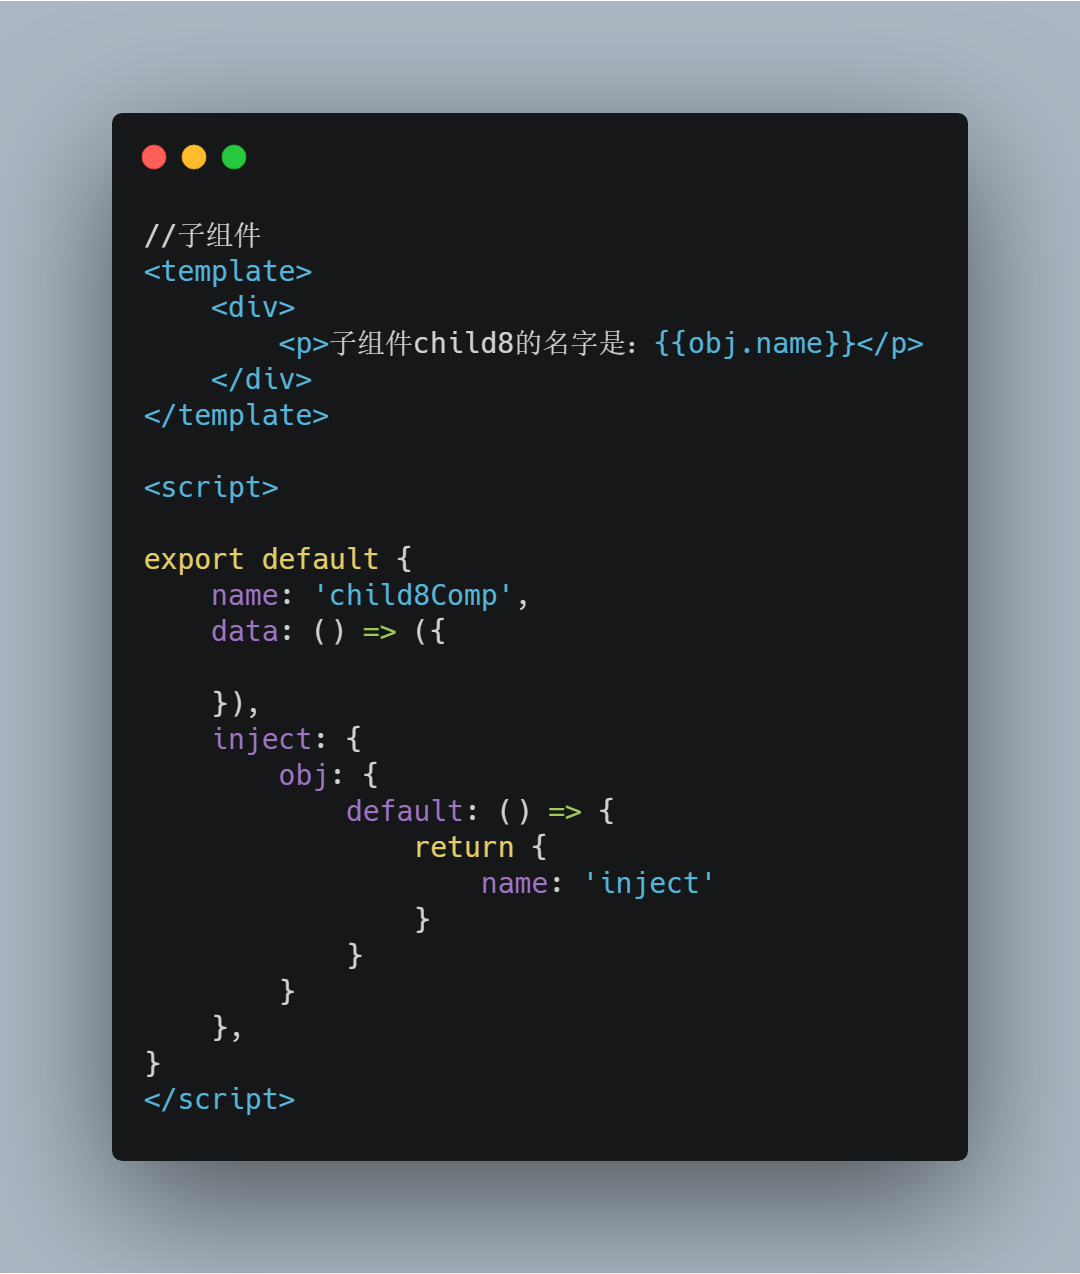 //子组件
<template>
    <div>
        <p>子组件child8的名字是：{{obj.name}}</p>
    </div>
</template>

<script>

export default {
    name: 'child8Comp',
    data: () => ({

    }),
    inject: {
        obj: {
            default: () => {
                return {
                    name: 'inject'
                }
            }
        }
    },
}
</script>